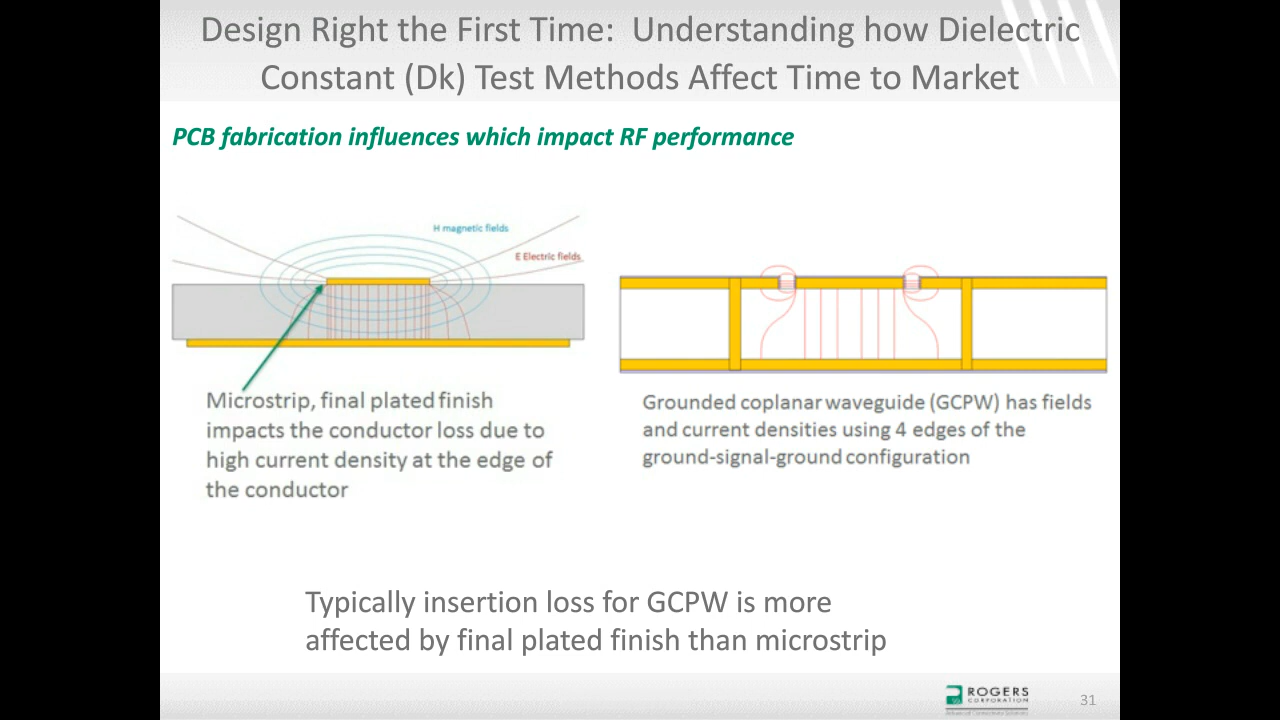 Design Right the First Time:  Understanding how Dielectric
Constant (Dk) Test Methods Affect Time to Market
PCB fabrication influences which impact RF performance
H magnetic fields
E Electric fields
Microstrip, final plated finish
impacts the conductor loss due to
high current density at the edge of
the conductor
Grounded coplanar waveguide (GCPW) has fields
and current densities using 4 edges of the
ground-signal-ground configuration
Typically insertion loss for GCPW is more
affected by final plated finish than microstrip
ROGERS
CORPORATION
Advanced Connectivity Solutions
31